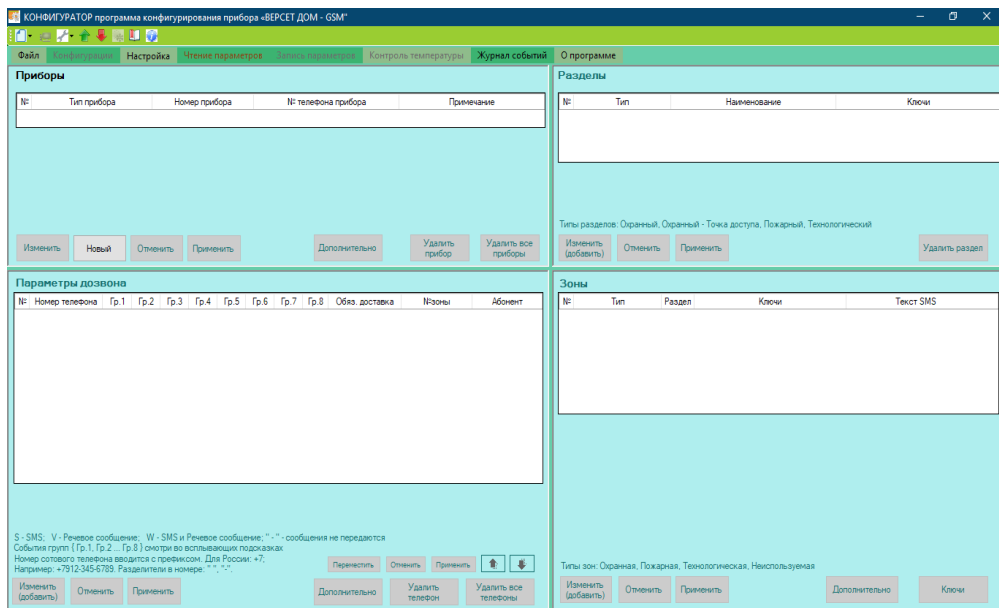 КОНФИГУРАТОР программа конфигурирования прибора «ВЕРСЕТ ДОМ - GSM"
Файл Конфигурация Настройка Чтение параметров Запись параметров Контроль температуры Журнал событий О программе
Приборы
№ Тип прибора Номер прибора № телефона прибора Примечание
Изменить Новый Отменить Применить Дополнительно Удалить прибор Удалить все приборы
Разделы
№ Тип Наименование Ключи
Типы разделов: Охранный, Охранный - Точка доступа, Пожарный, Технологический
Изменить (добавить) Отменить Применить Удалить раздел
Параметры дозвона
№ Номер телефона Гр.1 Гр.2 Гр.3 Гр.4 Гр.5 Гр.6 Гр.7 Гр.8 Обяз. доставка №зоны Абонент
S - SMS; V - Речевое сообщение; W - SMS и Речевое сообщение; " - " - сообщения не передаются
События групп { Гр.1, Гр.2 ... Гр.8 } смотри во всплывающих подсказках
Номер сотового телефона вводится с префиксом. Для России: +7;
Например: +7912-345-6789. Разделители в номере: " ", "-".
Переместить Отменить Применить
Изменить (добавить) Отменить Применить Дополнительно Удалить телефон Удалить все телефоны
Зоны
№ Тип Раздел Ключи Текст SMS
Типы зон: Охранная, Пожарная, Технологическая, Неиспользуемая
Изменить (добавить) Отменить Применить Дополнительно Ключи